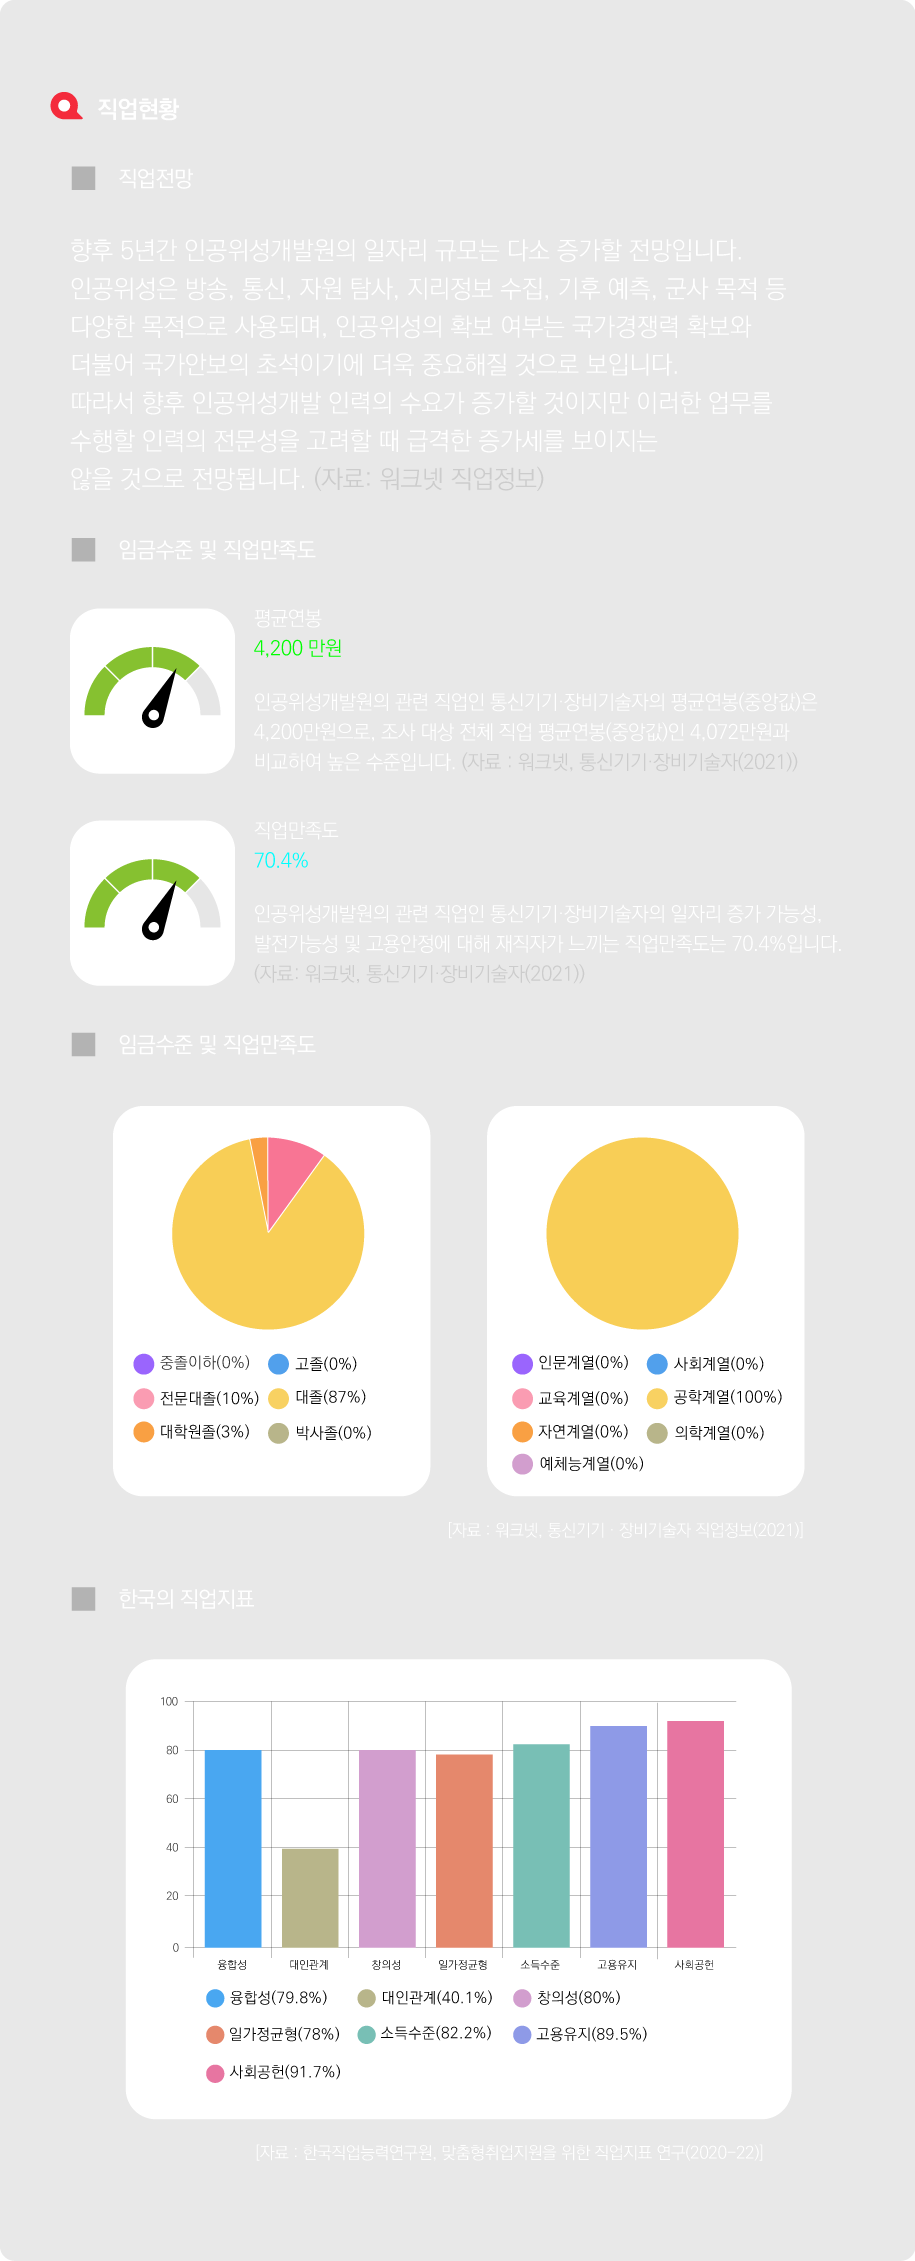 직업현황
직업전망
향후 5년간 인공위성개발원의 일자리 규모는 다소 증가할 전망입니다.
인공위성은 방송, 통신, 자원 탐사, 지리정보 수집, 기후 예측, 군사 목적 등
다양한 목적으로 사용되며, 인공위성의 확보 여부는 국가경쟁력 확보와
더불어 국가안보의 초석이기에 더욱 중요해질 것으로 보입니다.
따라서 향후 인공위성개발 인력의 수요가 증가할 것이지만 이러한 업무를
수행할 인력의 전문성을 고려할 때 급격한 증가세를 보이지는
않을 것으로 전망됩니다. (자료: 워크넷 직업정보)
임금수준 및 직업만족도
평균연봉
4,200 만원
인공위성개발원의 관련 직업인 통신기기·장비기술자의 평균연봉(중앙값)은
4,200만원으로, 조사 대상 전체 직업 평균연봉(중앙값)인 4,072만원과
비교하여 높은 수준입니다. (자료 : 워크넷, 통신기기·장비기술자(2021))
직업만족도
70.4%
인공위성개발원의 관련 직업인 통신기기·장비기술자의 일자리 증가 가능성,
발전가능성 및 고용안정에 대해 재직자가 느끼는 직업만족도는 70.4%입니다.
(자료: 워크넷, 통신기기·장비기술자(2021))
임금수준 및 직업만족도
중졸이하(0%) 고졸(0%)
전문대졸(10%) 대졸(87%)
대학원졸(3%) 박사졸(0%)
인문계열(0%) 사회계열(0%)
교육계열(0%) 공학계열(100%)
자연계열(0%) 의학계열(0%)
예체능계열(0%)
[자료 : 워크넷, 통신기기 · 장비기술자 직업정보(2021)]
한국의 직업지표
100
80
60
40
20
0
융합성 대인관계 창의성 일가정균형 소득수준 고용유지 사회공헌
융합성(79.8%) 대인관계(40.1%) 창의성(80%)
일가정균형(78%) 소득수준(82.2%) 고용유지(89.5%)
사회공헌(91.7%)
[자료 : 한국직업능력연구원, 맞춤형취업지원을 위한 직업지표 연구(2020-22)]